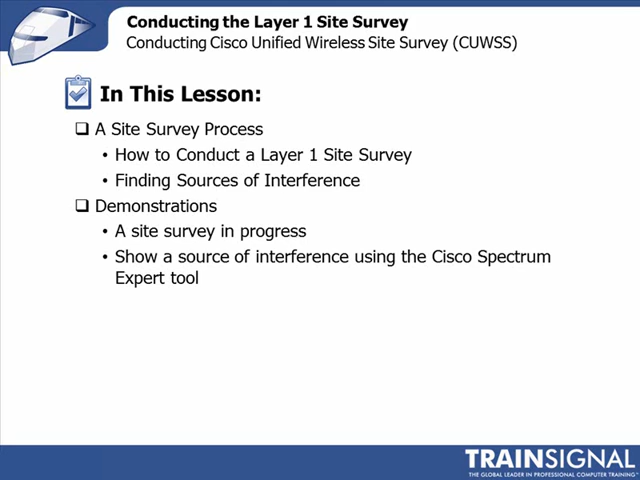 Conducting the Layer 1 Site Survey
Conducting Cisco Unified Wireless Site Survey (CUWSS)
In This Lesson:
A Site Survey Process
• How to Conduct a Layer 1 Site Survey
• Finding Sources of Interference
Demonstrations
• A site survey in progress
• Show a source of interference using the Cisco Spectrum
Expert tool
TRAINSIGNAL
THE GLOBAL LEADER IN PROFESSIONAL COMPUTER TRAINING™